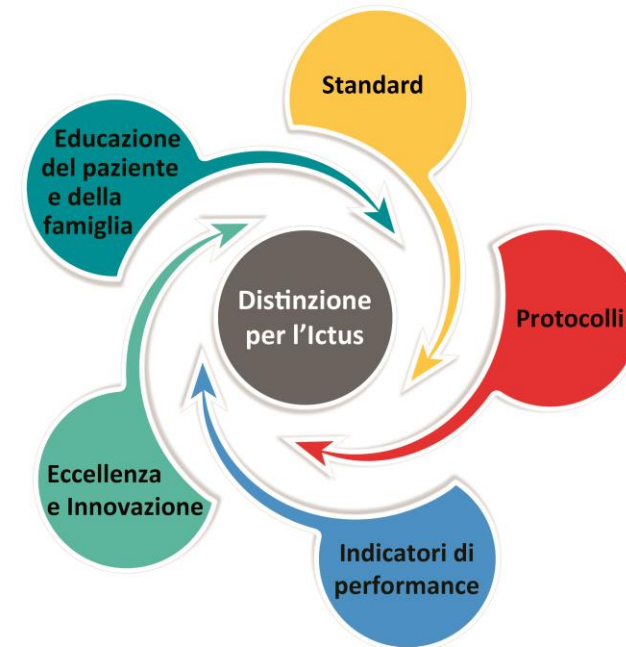 Standard
Educazione
del paziente
e della
famiglia
Distinzione
per l’Ictus
Protocolli
Eccellenza
e Innovazione
Indicatori di
performance